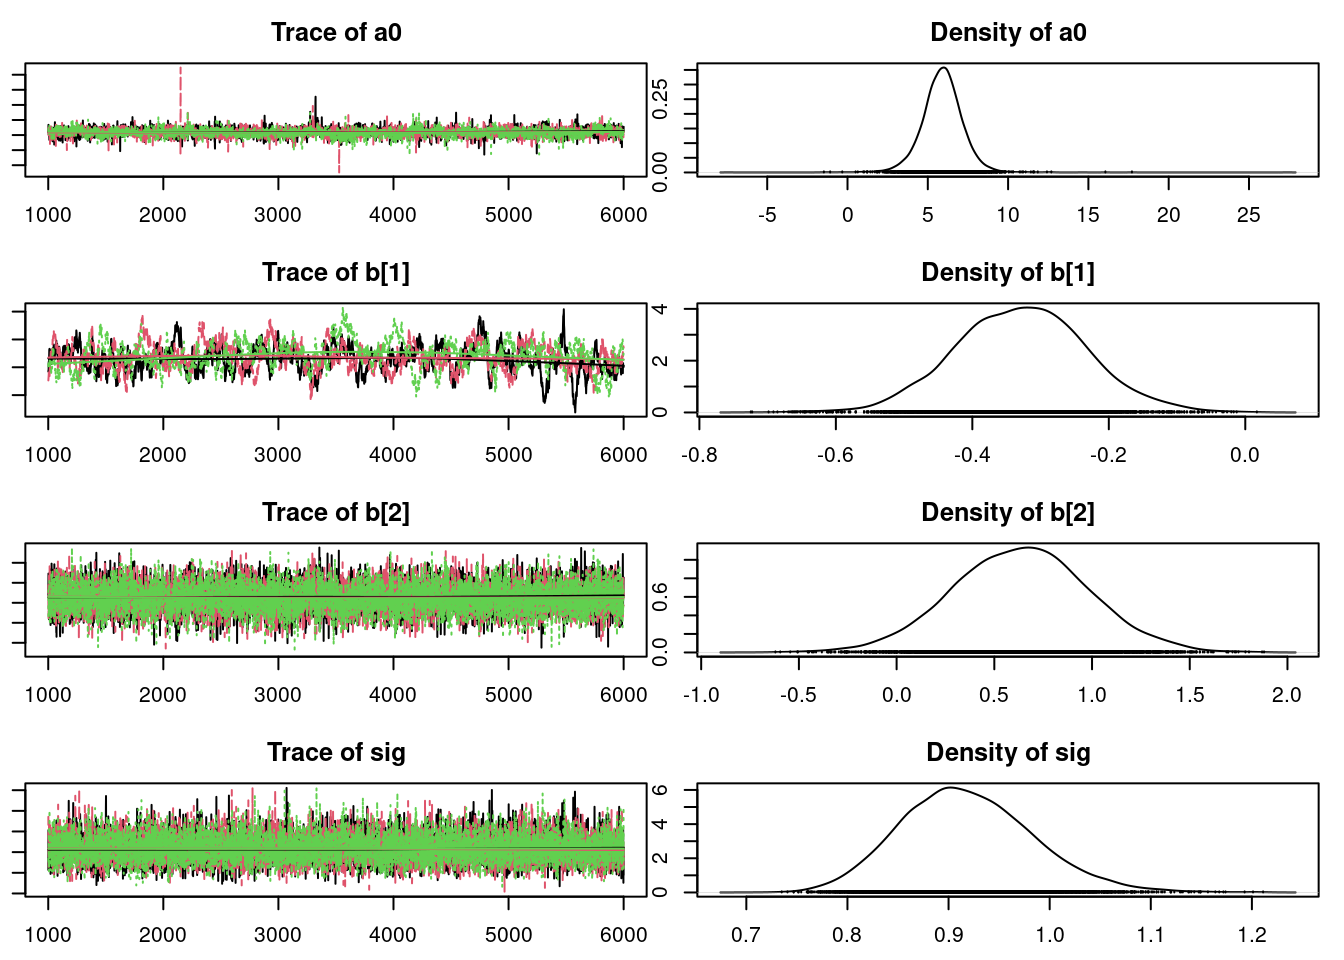 Trace of a0
1000 2000 3000 4000 5000 6000
Density of a0
0.00 0.25
-5 0 5 10 15 20 25
Trace of b[1]
1000 2000 3000 4000 5000 6000
Density of b[1]
0 2 4
-0.8 -0.6 -0.4 -0.2 0.0
Trace of b[2]
1000 2000 3000 4000 5000 6000
Density of b[2]
0.0 0.6
-1.0 -0.5 0.0 0.5 1.0 1.5 2.0
Trace of sig
1000 2000 3000 4000 5000 6000
Density of sig
0 2 4 6
0.7 0.8 0.9 1.0 1.1 1.2